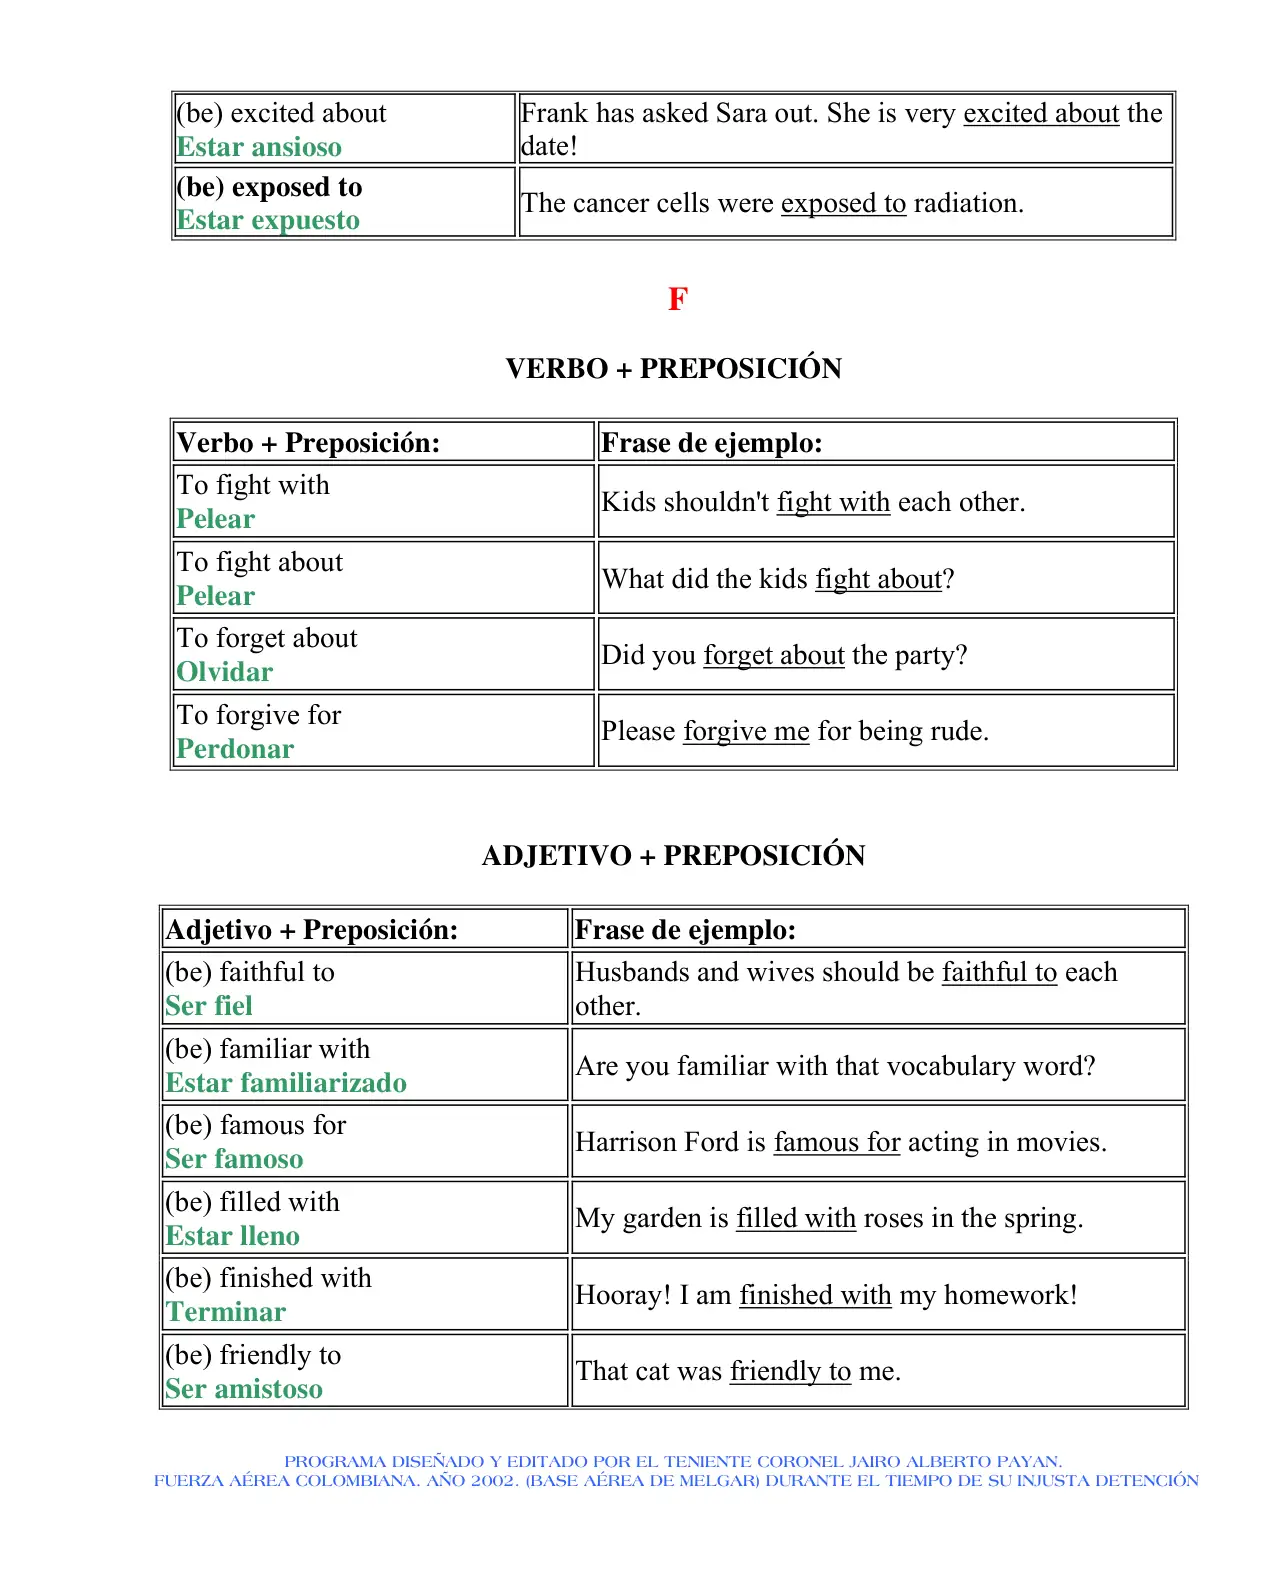 (be) excited about
Estar ansioso
Frank has asked Sara out. She is very excited about the
date!
(be) exposed to
Estar expuesto
The cancer cells were exposed to radiation.
F
VERBO + PREPOSICIÓN
Verbo + Preposición:
Frase de ejemplo:
To fight with
Pelear
Kids shouldn't fight with each other.
To fight about
Pelear
What did the kids fight about?
To forget about
Olvidar
Did you forget about the party?
To forgive for
Perdonar
Please forgive me for being rude.
ADJETIVO + PREPOSICIÓN
Adjetivo + Preposición:
Frase de ejemplo:
(be) faithful to
Ser fiel
Husbands and wives should be faithful to each
other.
(be) familiar with
Estar familiarizado
Are you familiar with that vocabulary word?
(be) famous for
Ser famoso
Harrison Ford is famous for acting in movies.
(be) filled with
Estar lleno
My garden is filled with roses in the spring.
(be) finished with
Terminar
Hooray! I am finished with my homework!
(be) friendly to
Ser amistoso
That cat was friendly to me.
PROGRAMA DISEÑADO Y EDITADO POR EL TENIENTE CORONEL JAIRO ALBERTO PAYAN.
FUERZA AÉREA COLOMBIANA. AÑO 2002. (BASE AÉREA DE MELGAR) DURANTE EL TIEMPO DE SU INJUSTA DETENCIÓN